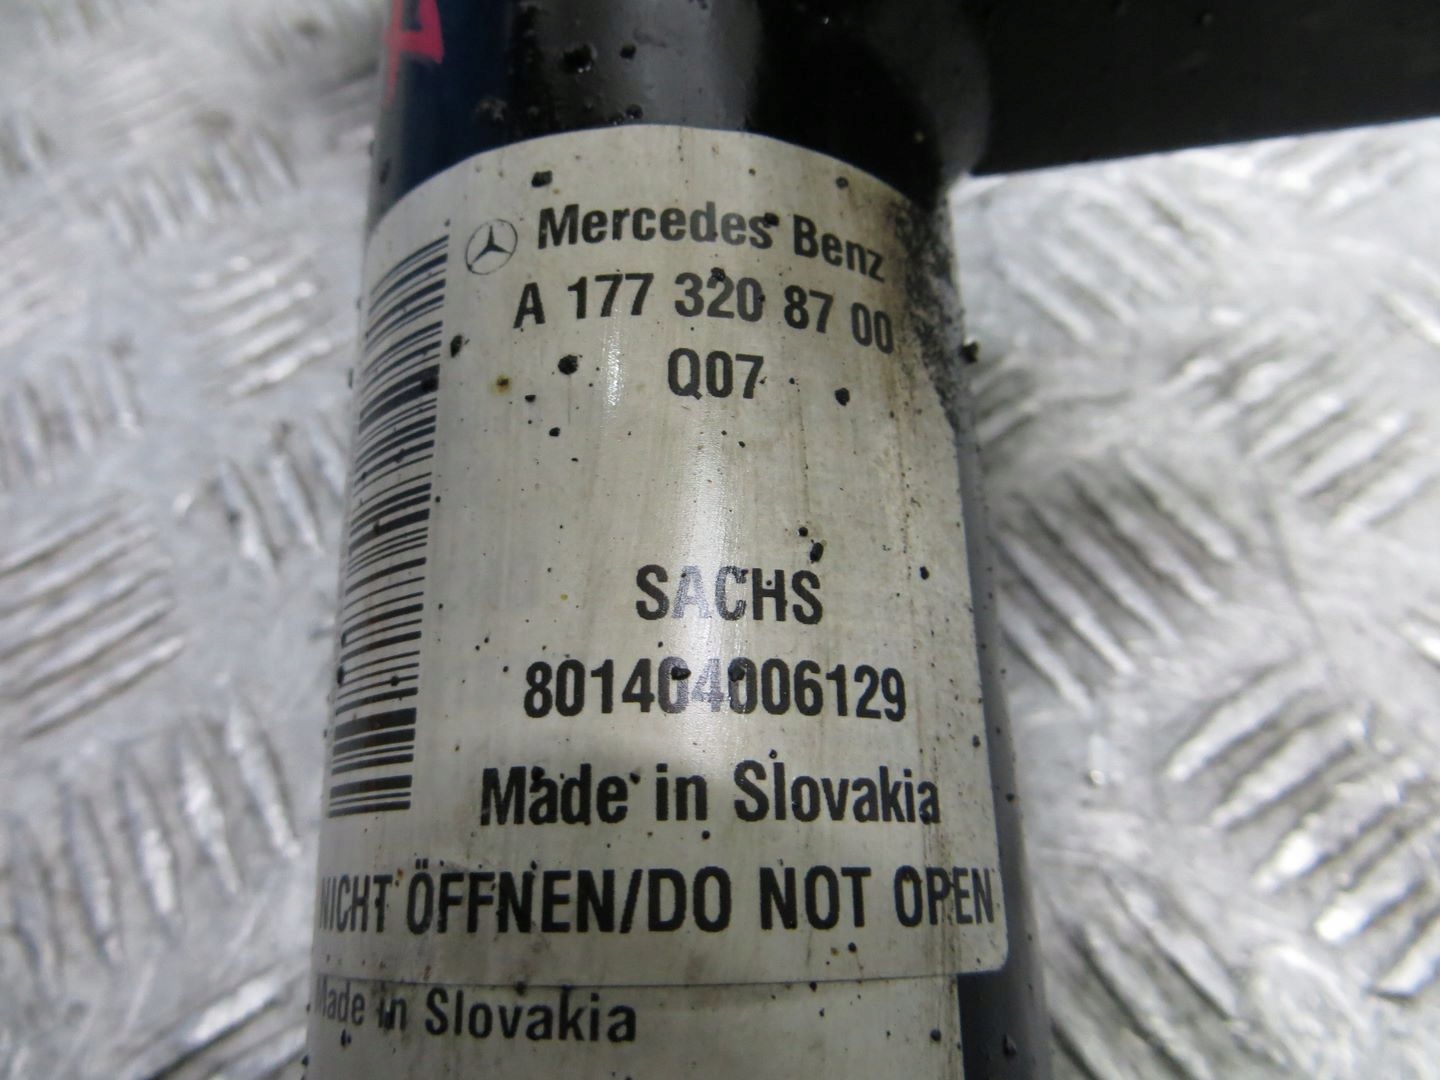 Mercedes Benz
A 177 320 87 00
Q07
SACHS
801404006129
Made in Slovakia
NICHT ÖFFNEN/DO NOT OPEN
Made in Slovakia